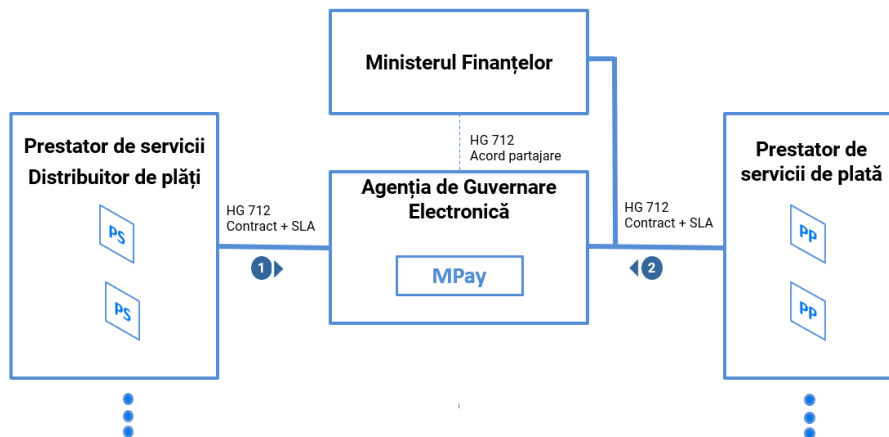 Ministerul Finanțelor
Prestator de servicii
Distribuitor de plăți
PS
PS
HG 712
Contract + SLA
1
HG 712
Acord partajare
Agenția de Guvernare
Electronică
MPay
HG 712
Contract + SLA
2
Prestator de
servicii de plată
PP
PP